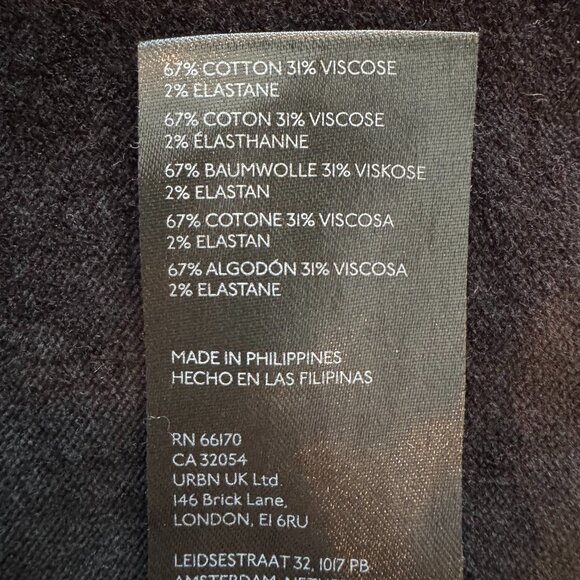 67% COTTON 31% VISCOSE
2% ELASTANE
67% COTON 31% VISCOSE
2% ÉLASTHANNE
67% BAUMWOLLE 31% VISKOSE
2% ELASTAN
67% COTONE 31% VISCOSA
2% ELASTAN
67% ALGODÓN 31% VISCOSA
2% ELASTANE
MADE IN PHILIPPINES
HECHO EN LAS FILIPINAS
RN 66170
CA 32054
URBN UK Ltd.
146 Brick Lane,
LONDON, E1 6RU
LEIDSESTRAAT 32, 1017 PB
AMSTERDAM,